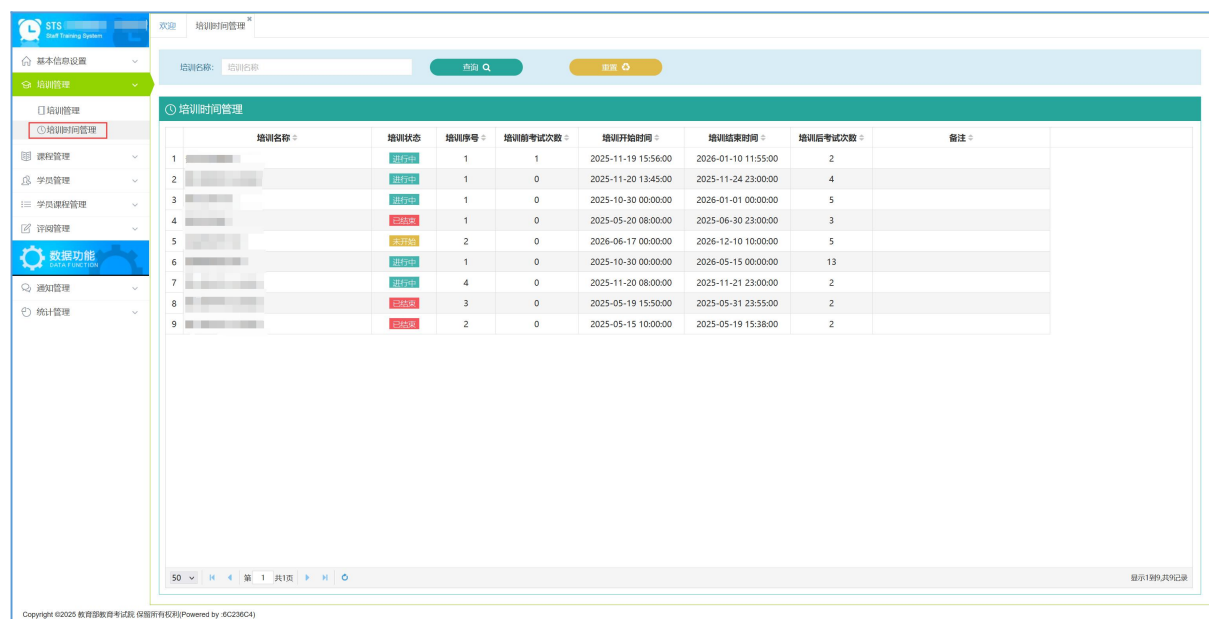 STS
Staff Training System
欢迎 培训时间管理
基本信息设置
培训名称: 培训名称 查询 重置
培训管理
培训管理
培训时间管理
培训时间管理
课程管理
学员管理
学员课程管理
评阅管理
数据功能
DATA FUNCTION
通知管理
统计管理
培训名称 培训状态 培训序号 培训前考试次数 培训开始时间 培训结束时间 培训后考试次数 备注
1 进行中 1 1 2025-11-19 15:56:00 2026-01-10 11:55:00 2
2 进行中 1 0 2025-11-20 13:45:00 2025-11-24 23:00:00 4
3 进行中 1 0 2025-10-30 00:00:00 2026-01-01 00:00:00 5
4 已结束 1 0 2025-05-20 08:00:00 2025-06-30 23:00:00 3
5 未开始 2 0 2026-06-17 00:00:00 2026-12-10 10:00:00 5
6 进行中 1 0 2025-10-30 00:00:00 2026-05-15 00:00:00 13
7 进行中 4 0 2025-11-20 08:00:00 2025-11-21 23:00:00 2
8 已结束 3 0 2025-05-19 15:50:00 2025-05-31 23:55:00 2
9 已结束 2 0 2025-05-15 10:00:00 2025-05-19 15:38:00 2
50 第 1 共1页 显示1到9,共9记录
Copyright ©2025 教育部教育考试院 保留所有权利(Powered by :6C236C4)